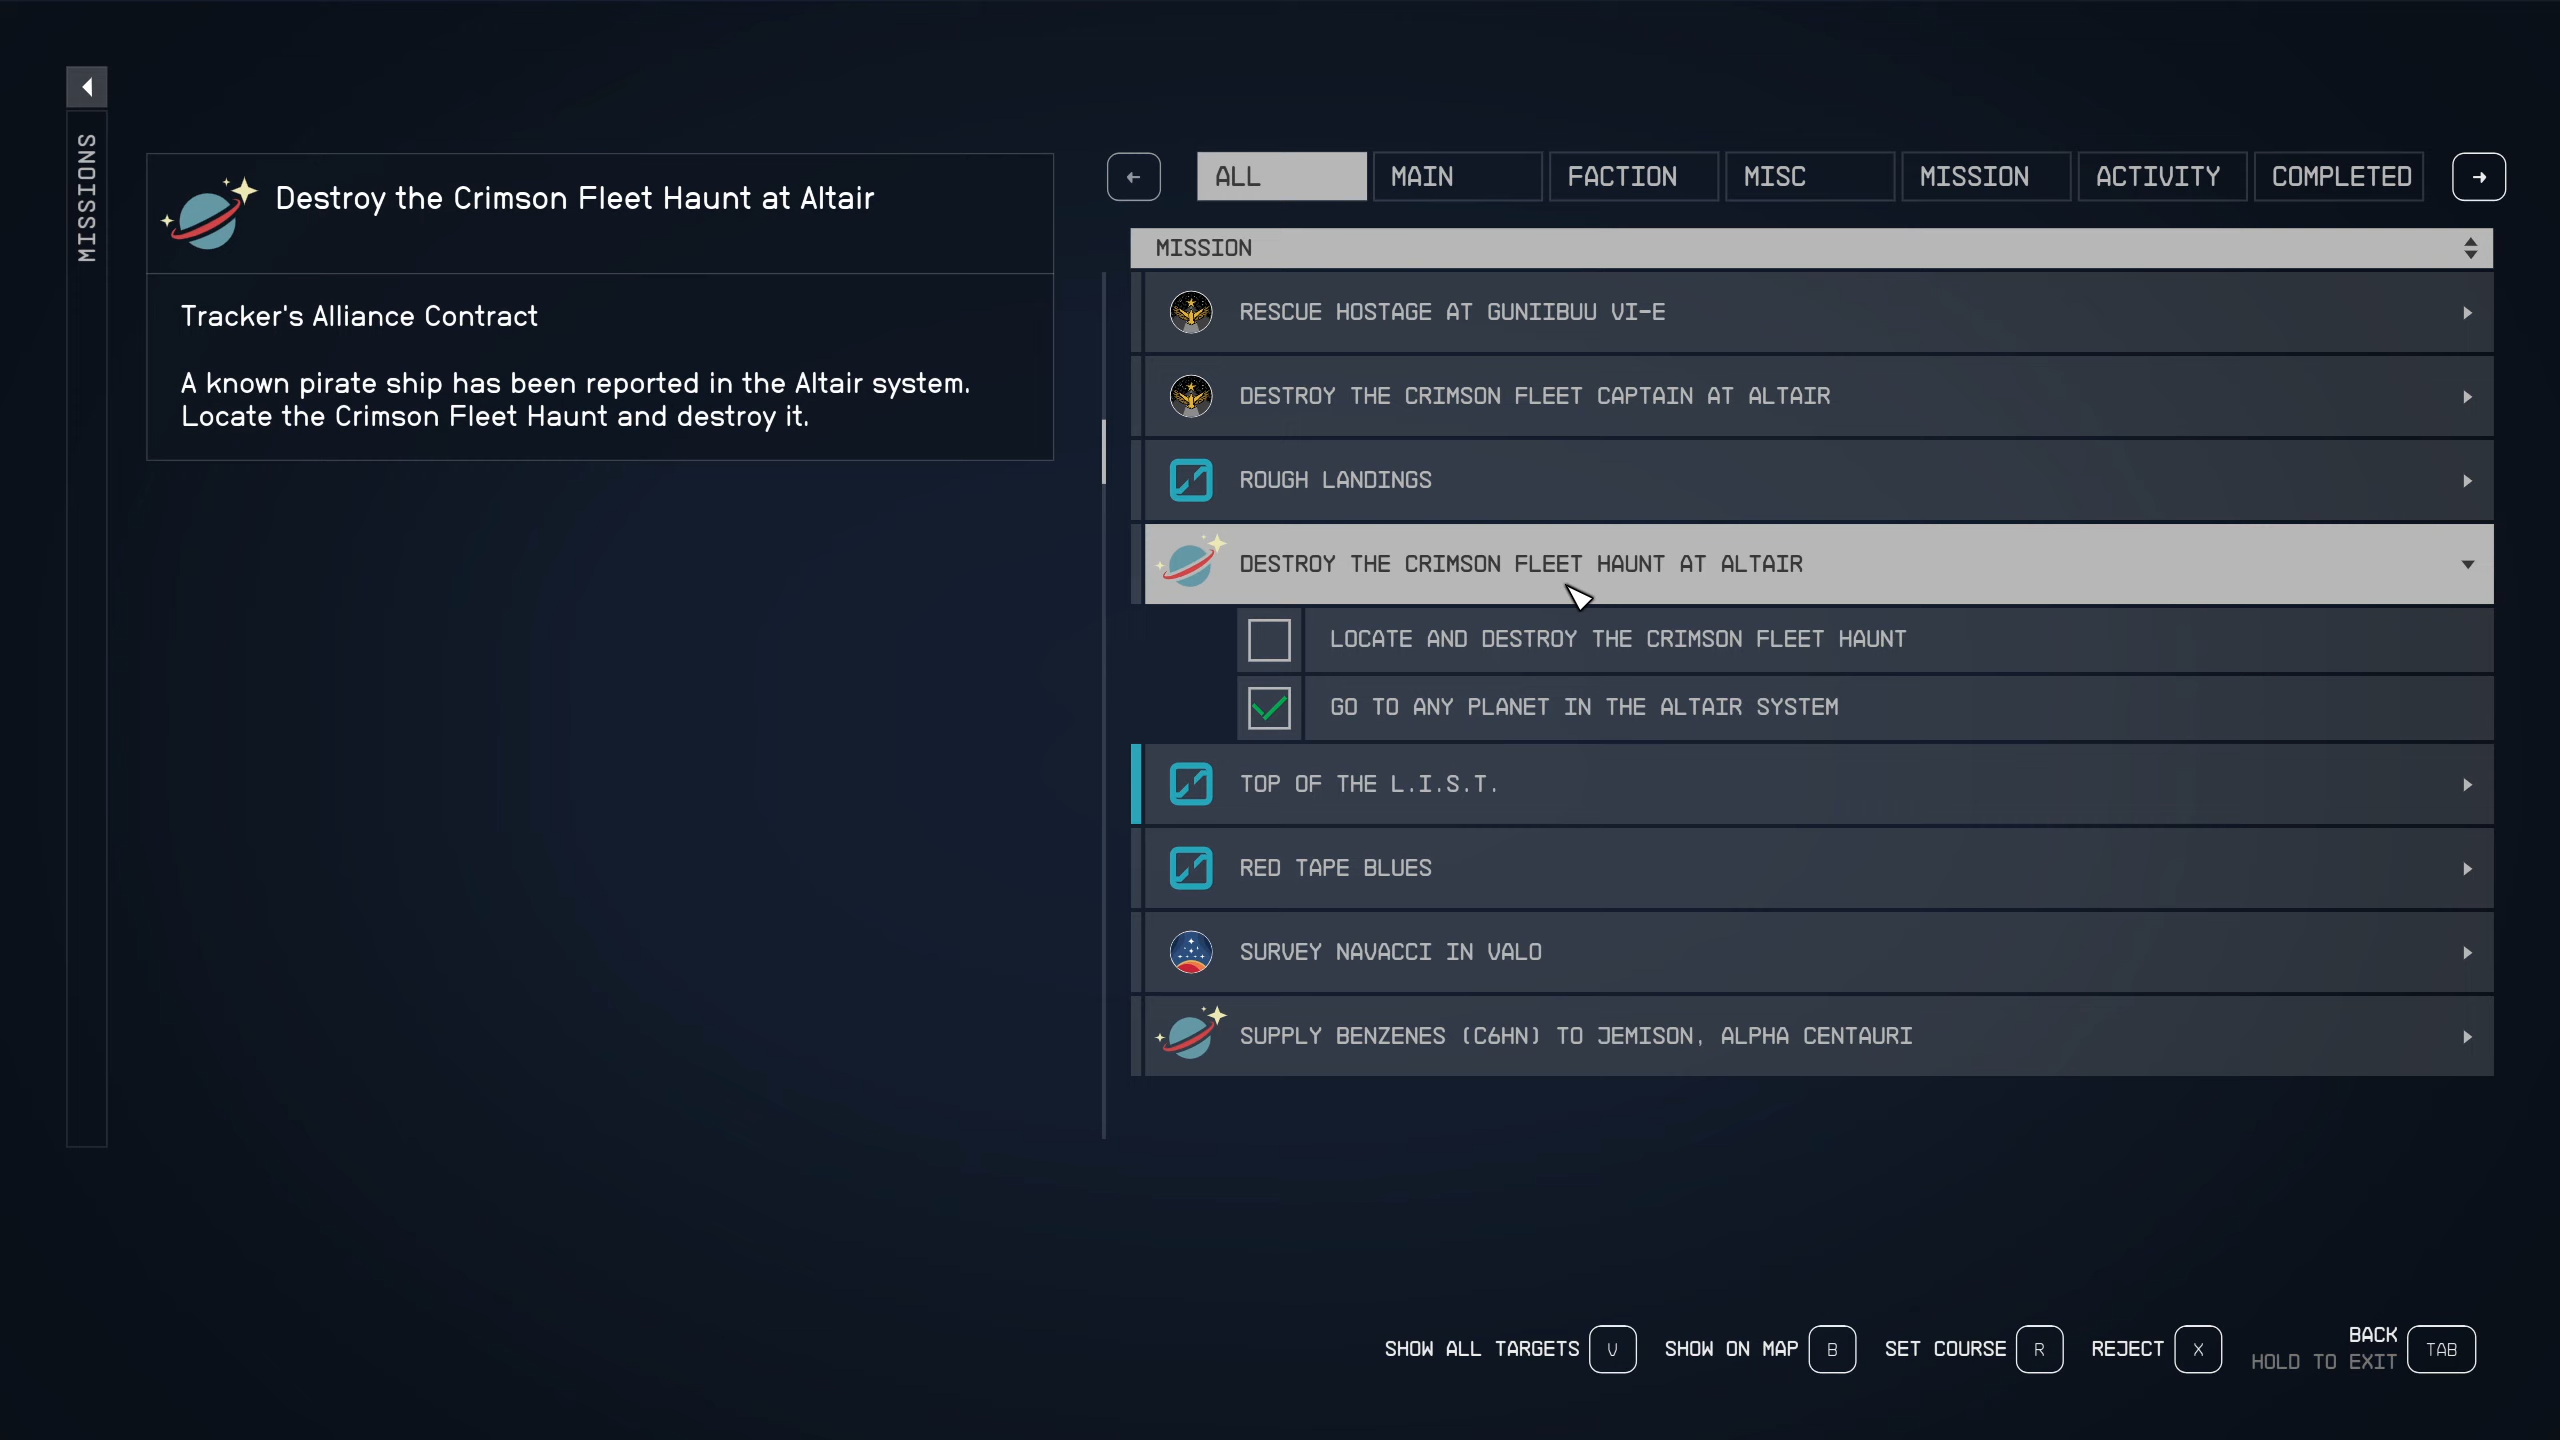 MISSIONS
Destroy the Crimson Fleet Haunt at Altair
Tracker's Alliance Contract
A known pirate ship has been reported in the Altair system.
Locate the Crimson Fleet Haunt and destroy it.
ALL MAIN FACTION MISC MISSION ACTIVITY COMPLETED
MISSION
RESCUE HOSTAGE AT GUNIIBUU VI-E
DESTROY THE CRIMSON FLEET CAPTAIN AT ALTAIR
ROUGH LANDINGS
DESTROY THE CRIMSON FLEET HAUNT AT ALTAIR
LOCATE AND DESTROY THE CRIMSON FLEET HAUNT
GO TO ANY PLANET IN THE ALTAIR SYSTEM
TOP OF THE L.I.S.T.
RED TAPE BLUES
SURVEY NAVACCI IN VALO
SUPPLY BENZENES (C6HN) TO JEMISON, ALPHA CENTAURI
SHOW ALL TARGETS V SHOW ON MAP B SET COURSE R REJECT X BACK TAB
HOLD TO EXIT